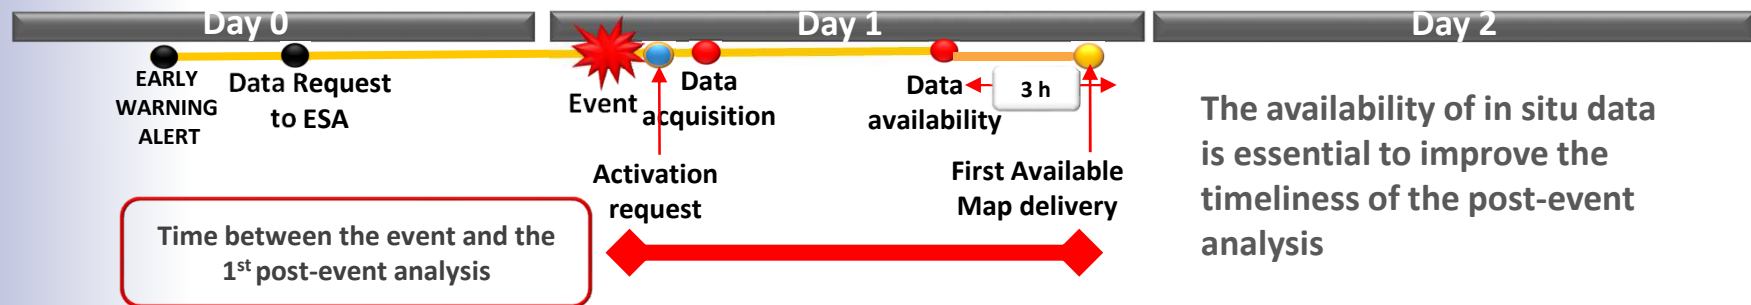 Day 0
Day 1
Day 2
EARLY
WARNING
ALERT
Data Request
to ESA
Event
Data
acquisition
Data
availability
3 h
Activation
request
First Available
Map delivery
Time between the event and the
1st post-event analysis
The availability of in situ data
is essential to improve the
timeliness of the post-event
analysis